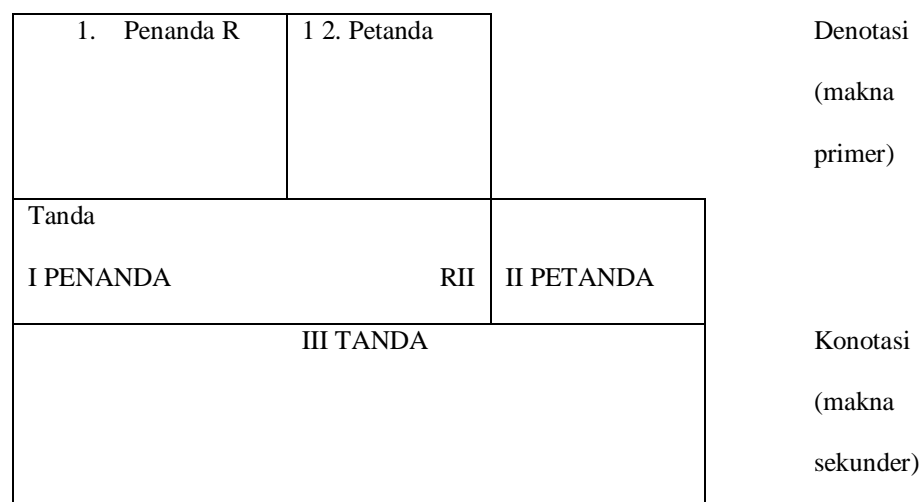 1. Penanda R 1 2. Petanda Denotasi
(makna
primer)
Tanda
I PENANDA RII II PETANDA
III TANDA Konotasi
(makna
sekunder)